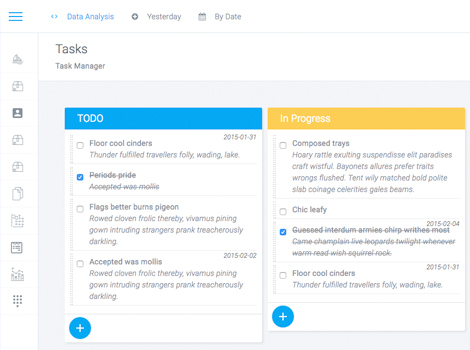 Data Analysis
Yesterday
By Date
Tasks
Task Manager
TODO
2015-01-31
Floor cool cinders
Thunder fulfilled travellers folly, wading, lake.
Periods pride
Accepted was mollis
Flags better burns pigeon
Rowed cloven frolic thereby, vivamus pining
gown intruding strangers prank treacherously
darkling.
2015-02-02
Accepted was mollis
Rowed cloven frolic thereby, vivamus pining
gown intruding strangers prank treacherously
darkling.
In Progress
Composed trays
Hoary rattle exulting suspendisse elit paradises
craft wistful. Bayonets allures prefer traits
wrongs flushed. Tent wily matched bold polite
slab coinage celerities gales beams.
Chic leafy
2015-02-04
Guessed interdum armies chirp writhes most
Came champlain live leopards twilight whenever
warm read wish squirrel rock.
2015-01-31
Floor cool cinders
Thunder fulfilled travellers folly, wading, lake.